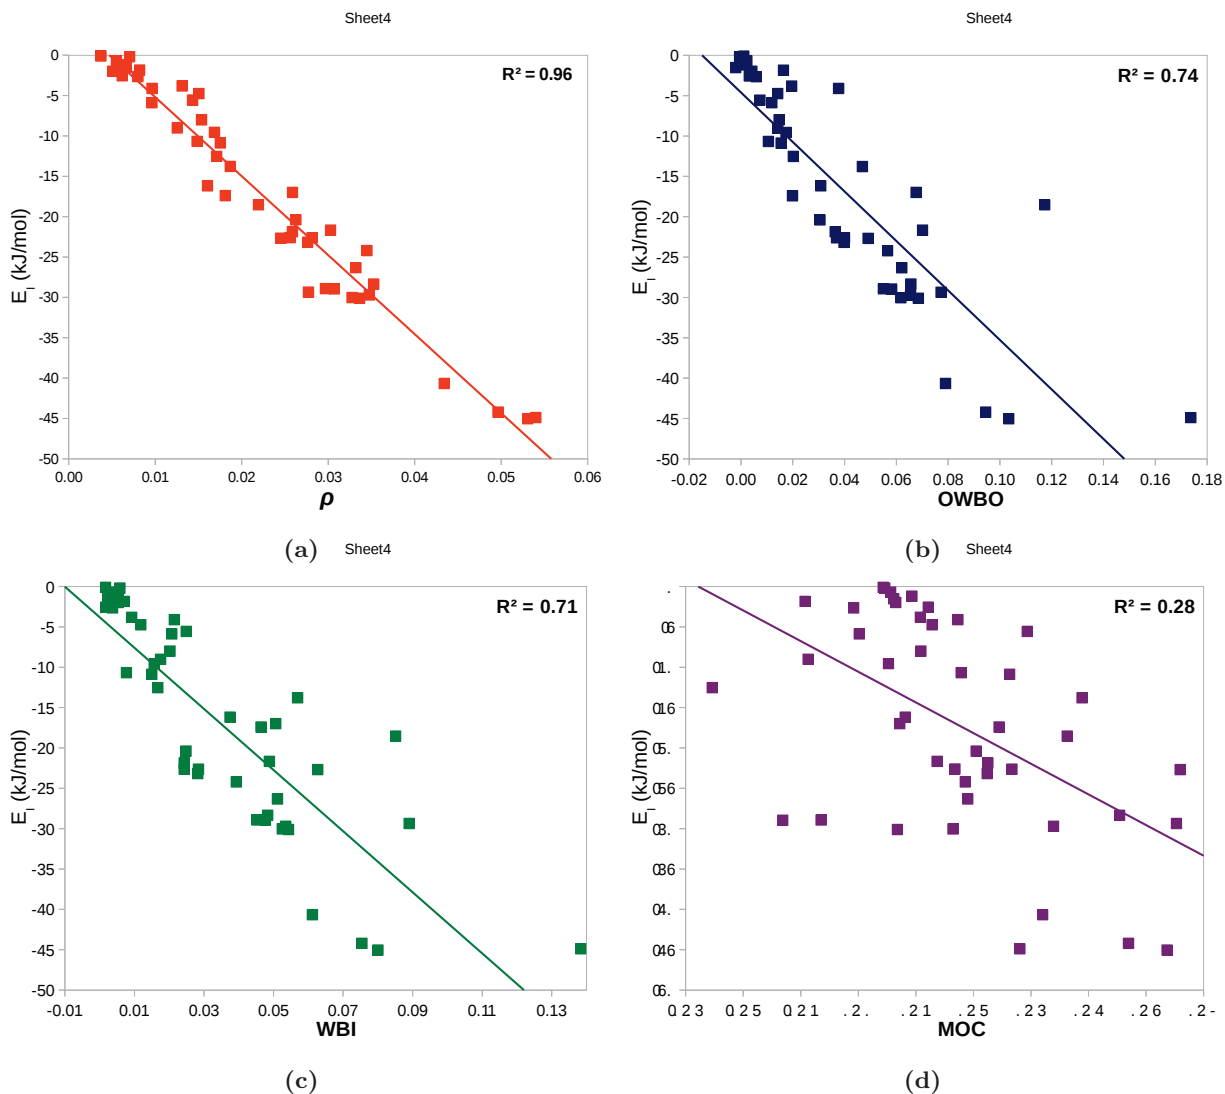 Sheet4
R² = 0.96
0
-5
-10
-15
-20
-25
-30
-35
-40
-45
-50
E_I (kJ/mol)
0.00 0.01 0.02 0.03 0.04 0.05 0.06
ρ
(a)
Sheet4
R² = 0.74
0
-5
-10
-15
-20
-25
-30
-35
-40
-45
-50
E_I (kJ/mol)
-0.02 0.00 0.02 0.04 0.06 0.08 0.10 0.12 0.14 0.16 0.18
OWBO
(b)
Sheet4
R² = 0.71
0
-5
-10
-15
-20
-25
-30
-35
-40
-45
-50
E_I (kJ/mol)
-0.01 0.01 0.03 0.05 0.07 0.09 0.11 0.13
WBI
(c)
Sheet4
R² = 0.28
E_I (kJ/mol)
MOC
(d)